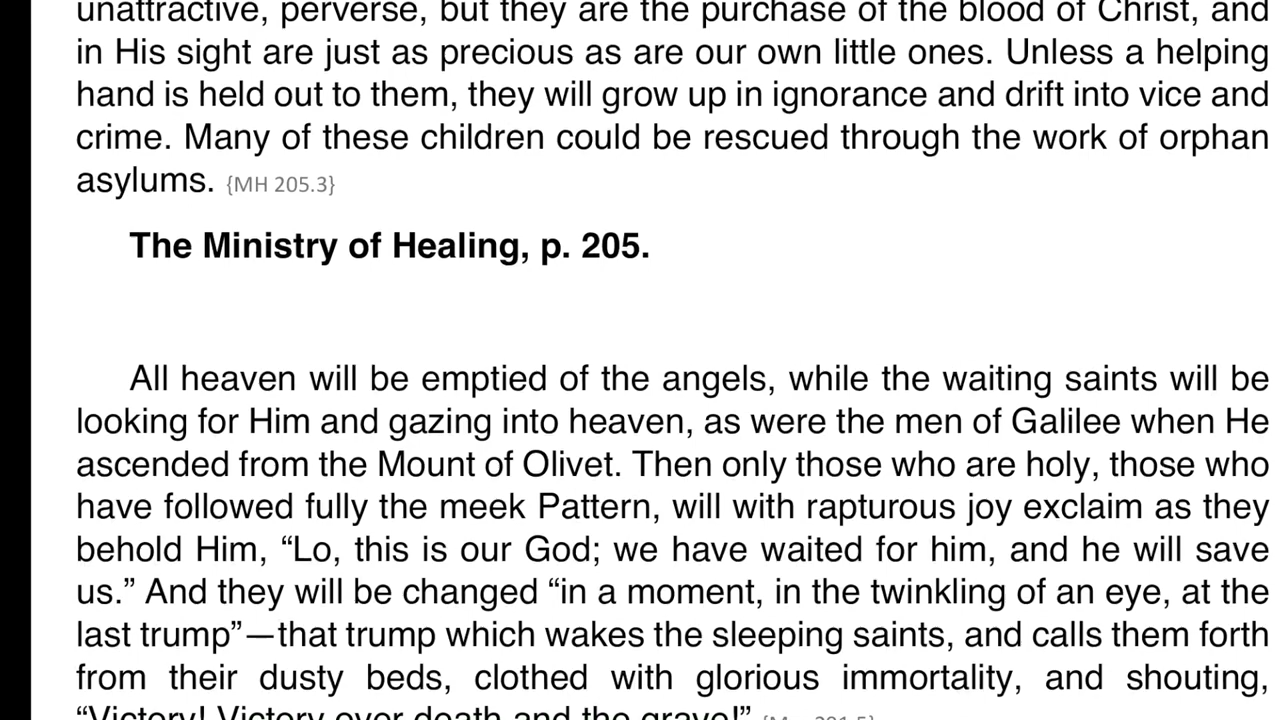 unattractive, perverse, but they are the purchase of the blood of Christ, and
in His sight are just as precious as are our own little ones. Unless a helping
hand is held out to them, they will grow up in ignorance and drift into vice and
crime. Many of these children could be rescued through the work of orphan
asylums. {MH 205.3}
The Ministry of Healing, p. 205.
All heaven will be emptied of the angels, while the waiting saints will be
looking for Him and gazing into heaven, as were the men of Galilee when He
ascended from the Mount of Olivet. Then only those who are holy, those who
have followed fully the meek Pattern, will with rapturous joy exclaim as they
behold Him, “Lo, this is our God; we have waited for him, and he will save
us.” And they will be changed “in a moment, in the twinkling of an eye, at the
last trump”—that trump which wakes the sleeping saints, and calls them forth
from their dusty beds, clothed with glorious immortality, and shouting,
“Victory! Victory over death and the grave!”